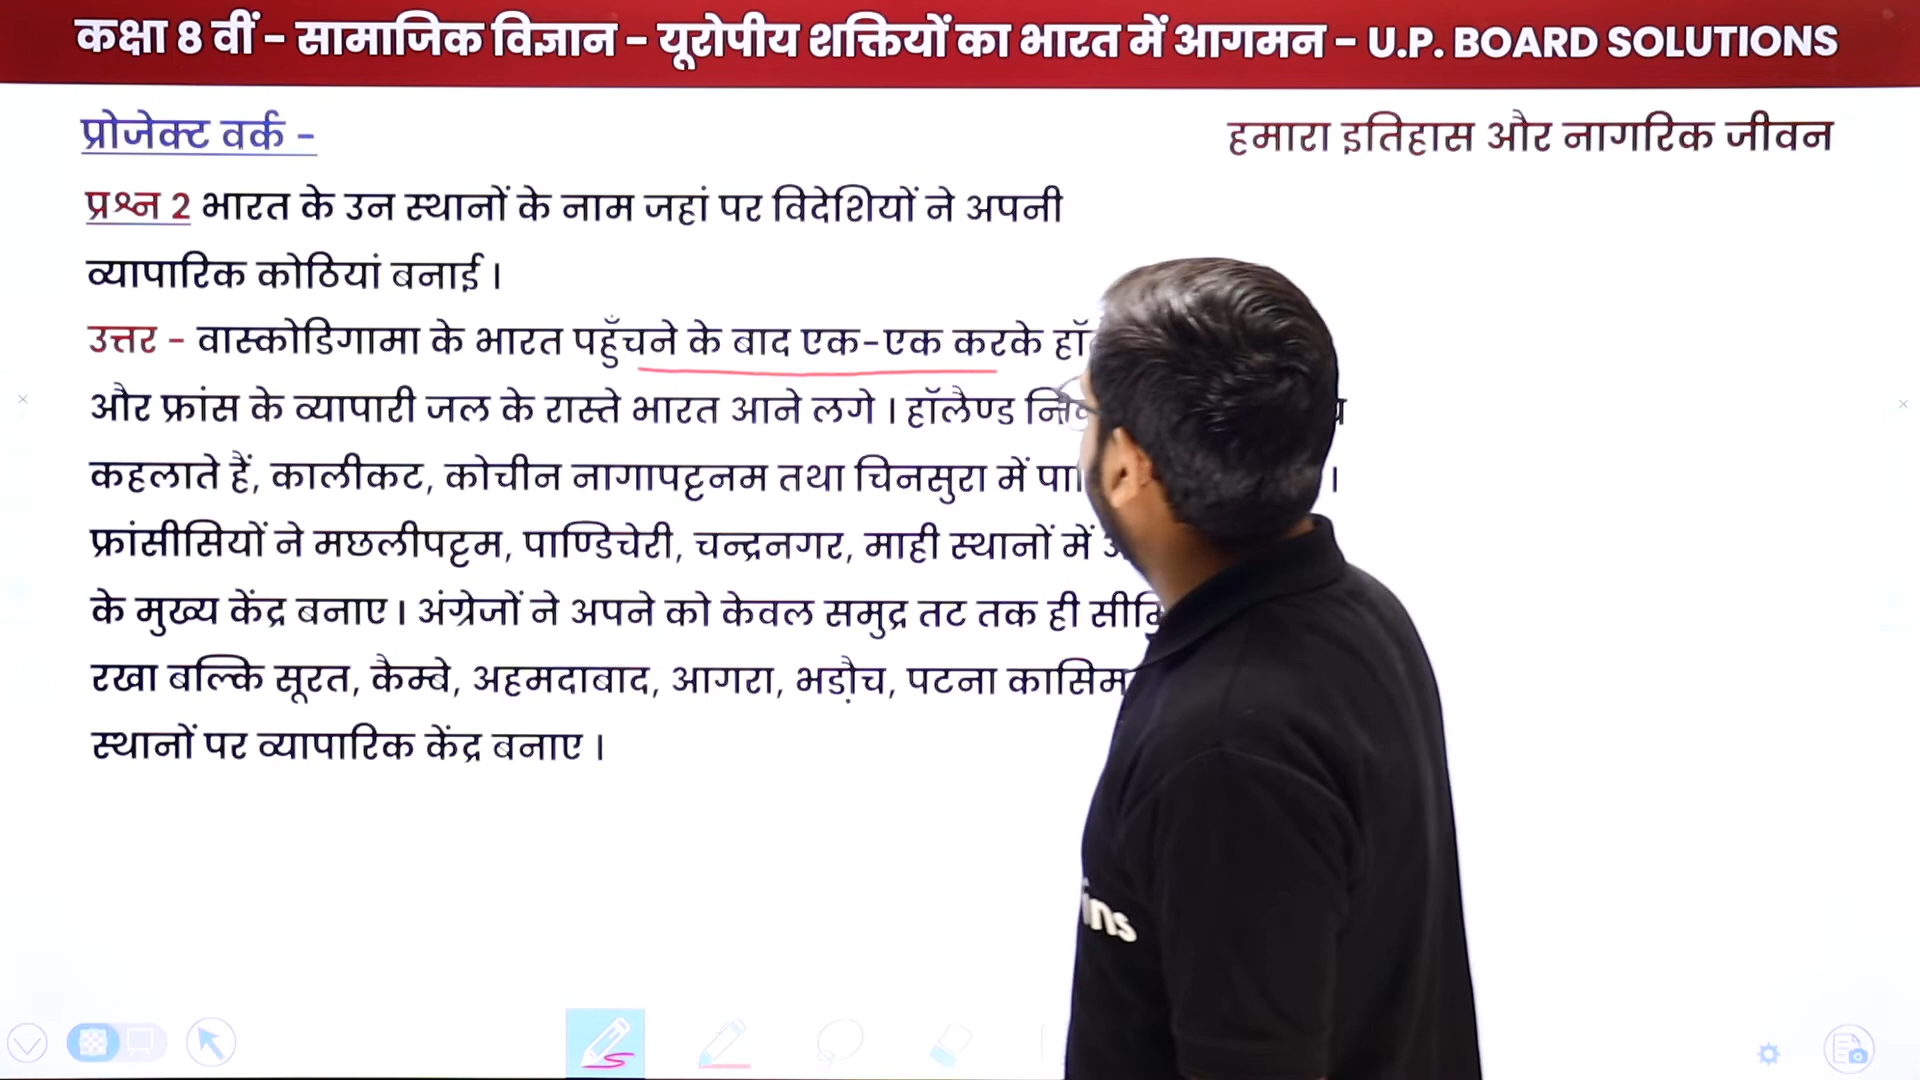 कक्षा 8 वीं - सामाजिक विज्ञान - यूरोपीय शक्तियों का भारत में आगमन - U.P. BOARD SOLUTIONS
प्रोजेक्ट वर्क -
हमारा इतिहास और नागरिक जीवन
प्रश्न 2 भारत के उन स्थानों के नाम जहां पर विदेशियों ने अपनी
व्यापारिक कोठियां बनाई ।
उत्तर - वास्कोडिगामा के भारत पहुँचने के बाद एक-एक करके
और फ्रांस के व्यापारी जल के रास्ते भारत आने लगे । हॉलैण्ड
कहलाते हैं, कालीकट, कोचीन नागापट्टनम तथा चिनसुरा में ।
फ्रांसीसियों ने मछलीपट्टम, पाण्डिचेरी, चन्द्रनगर, माही स्थानों में
के मुख्य केंद्र बनाए । अंग्रेजों ने अपने को केवल समुद्र तट तक ही
रखा बल्कि सूरत, कैम्बे, अहमदाबाद, आगरा, भड़ौच, पटना
स्थानों पर व्यापारिक केंद्र बनाए ।